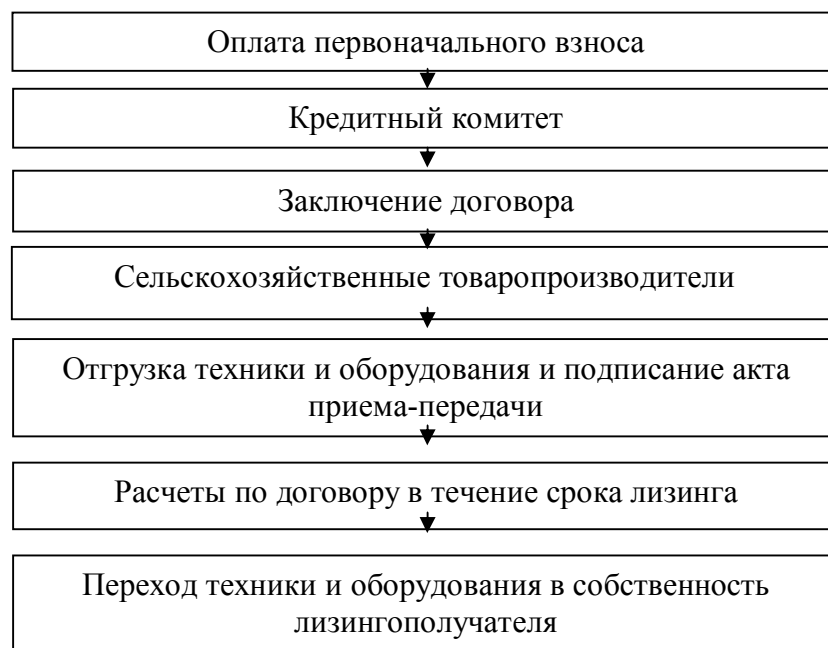 Оплата первоначального взноса
Кредитный комитет
Заключение договора
Сельскохозяйственные товаропроизводители
Отгрузка техники и оборудования и подписание акта
приема-передачи
Расчеты по договору в течение срока лизинга
Переход техники и оборудования в собственность
лизингополучателя